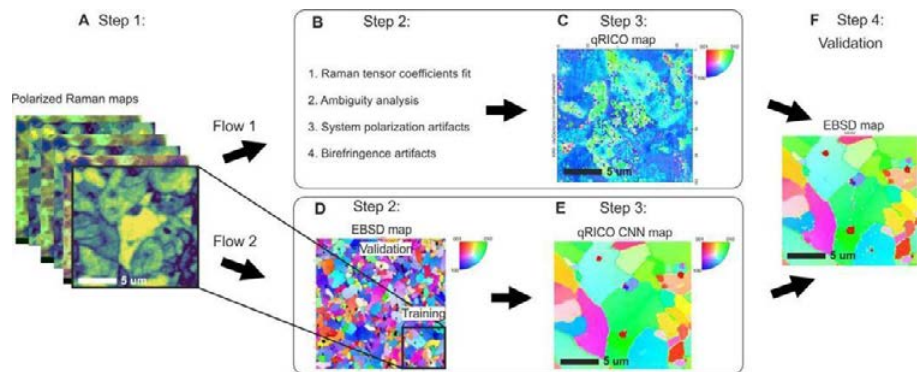 A Step 1:
Polarized Raman maps
5 um
Flow 1
Flow 2
B Step 2:
1. Raman tensor coefficients fit
2. Ambiguity analysis
3. System polarization artifacts
4. Birefringence artifacts
C Step 3:
qRICO map
5 um
D Step 2:
EBSD map
Validation
Training
E Step 3:
qRICO CNN map
5 um
F Step 4:
Validation
EBSD map
5 um